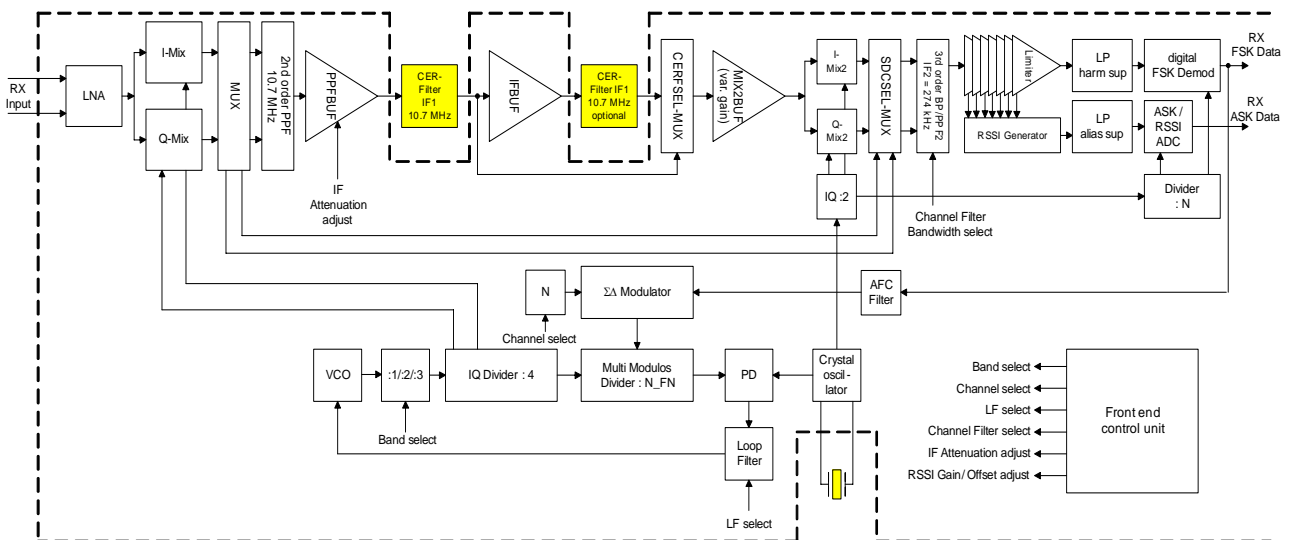 RX
Input
LNA
I-Mix
Q-Mix
MUX
2nd order PPF
10.7 MHz
PPFBUF
IF
Attenuation
adjust
CER-
Filter
IF1
10.7 MHz
IFBUF
CER-
Filter IF1
10.7 MHz
optional
CERFSEL-MUX
MIX2BUF
(var. gain)
I-
Mix2
Q-
Mix2
IQ :2
SDCSEL-MUX
3rd order BP/PPF2
IF2 = 274 kHz
Channel Filter
Bandwidth select
Limiter
RSSI Generator
LP
harm sup
LP
alias sup
digital
FSK Demod
ASK /
RSSI
ADC
Divider
: N
RX
FSK Data
RX
ASK Data
N
Channel select
ΣΔ Modulator
AFC
Filter
VCO
:1/:2/:3
Band select
IQ Divider : 4
Multi Modulos
Divider : N_FN
PD
Crystal
oscil-
lator
Loop
Filter
LF select
Band select
Channel select
LF select
Channel Filter select
IF Attenuation adjust
RSSI Gain/Offset adjust
Front end
control unit